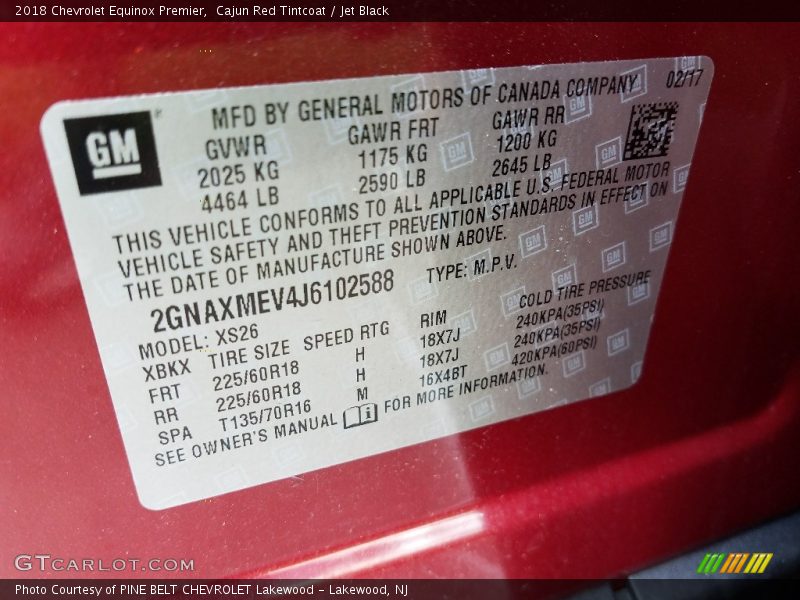 2018 Chevrolet Equinox Premier,  Cajun Red Tintcoat / Jet Black
GM
MFD BY GENERAL MOTORS OF CANADA COMPANY 02/17
GVWR GAWR FRT GAWR RR
2025 KG 1175 KG 1200 KG
4464 LB 2590 LB 2645 LB
THIS VEHICLE CONFORMS TO ALL APPLICABLE U.S. FEDERAL MOTOR
VEHICLE SAFETY AND THEFT PREVENTION STANDARDS IN EFFECT ON
THE DATE OF MANUFACTURE SHOWN ABOVE.
2GNAXMEV4J6102588 TYPE: M.P.V.
MODEL: XS26
XBKX TIRE SIZE SPEED RTG RIM COLD TIRE PRESSURE
FRT 225/60R18 H 18X7J 240KPA(35PSI)
RR 225/60R18 H 18X7J 240KPA(35PSI)
SPA T135/70R16 M 16X4BT 420KPA(60PSI)
SEE OWNER'S MANUAL FOR MORE INFORMATION.
GTCARLOT.COM
Photo Courtesy of PINE BELT CHEVROLET Lakewood - Lakewood, NJ